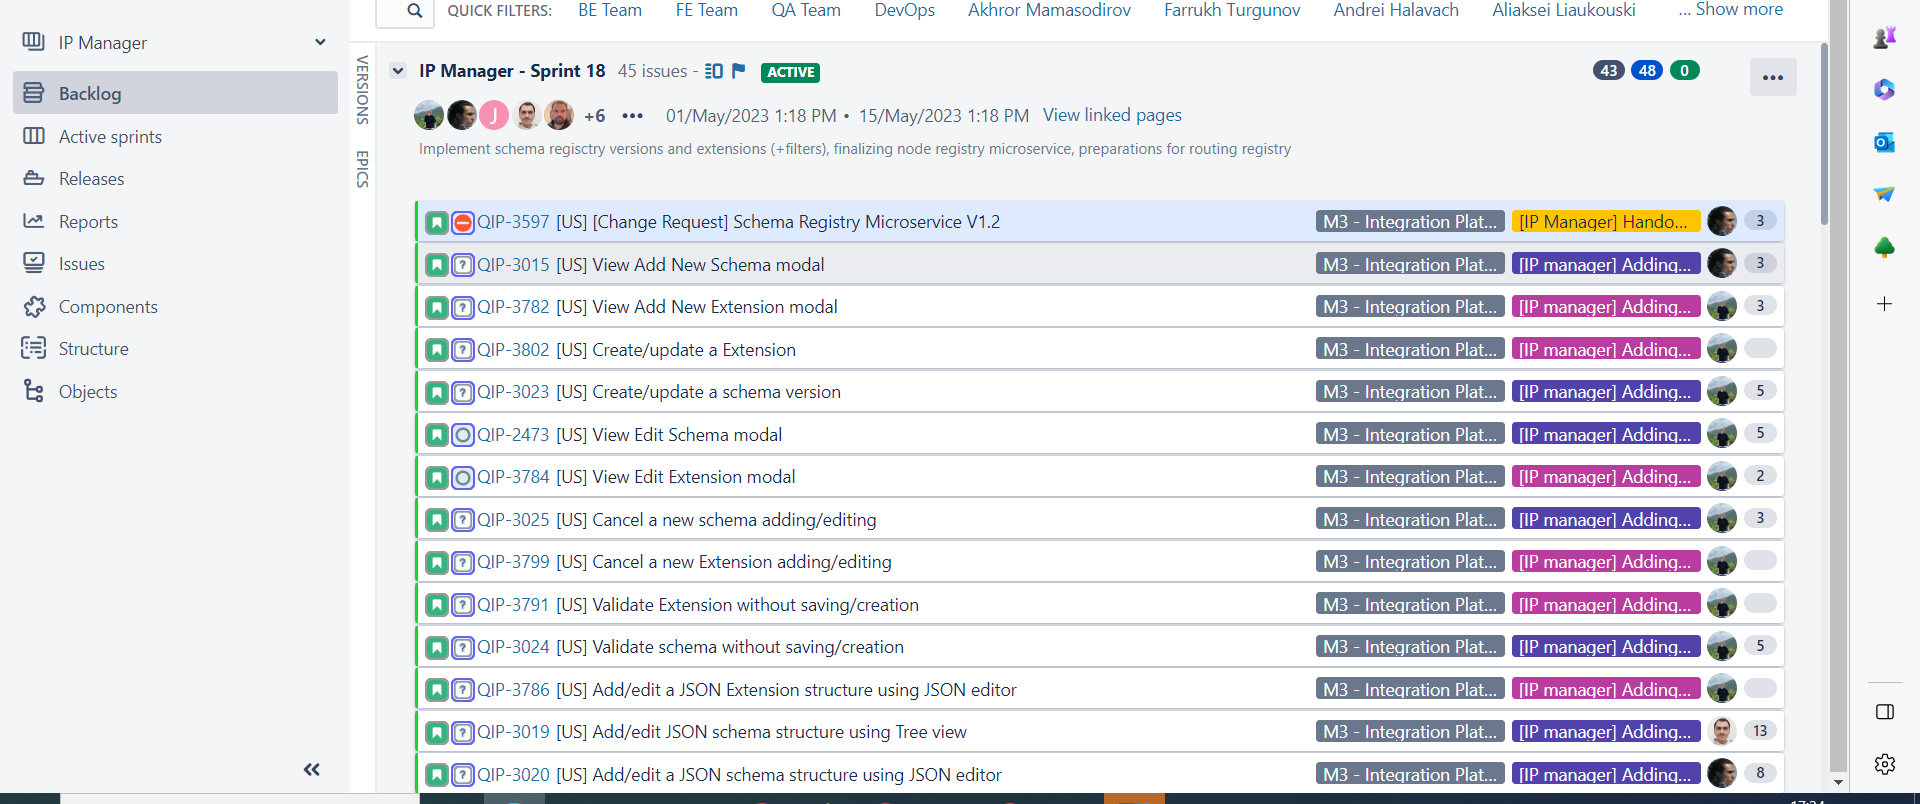 QUICK FILTERS: BE Team FE Team QA Team DevOps Akhror Mamasodirov Farrukh Turgunov Andrei Halavach Aliaksei Liaukouski ... Show more
IP Manager
Backlog
Active sprints
Releases
Reports
Issues
Components
Structure
Objects
VERSIONS
EPICS
IP Manager - Sprint 18 45 issues - ACTIVE 43 48 0
J +6 ••• 01/May/2023 1:18 PM • 15/May/2023 1:18 PM View linked pages
Implement schema regisctry versions and extensions (+filters), finalizing node registry microservice, preparations for routing registry
QIP-3597 [US] [Change Request] Schema Registry Microservice V1.2 M3 - Integration Plat... [IP Manager] Hando... 3
QIP-3015 [US] View Add New Schema modal M3 - Integration Plat... [IP manager] Adding... 3
QIP-3782 [US] View Add New Extension modal M3 - Integration Plat... [IP manager] Adding... 3
QIP-3802 [US] Create/update a Extension M3 - Integration Plat... [IP manager] Adding...
QIP-3023 [US] Create/update a schema version M3 - Integration Plat... [IP manager] Adding... 5
QIP-2473 [US] View Edit Schema modal M3 - Integration Plat... [IP manager] Adding... 5
QIP-3784 [US] View Edit Extension modal M3 - Integration Plat... [IP manager] Adding... 2
QIP-3025 [US] Cancel a new schema adding/editing M3 - Integration Plat... [IP manager] Adding... 3
QIP-3799 [US] Cancel a new Extension adding/editing M3 - Integration Plat... [IP manager] Adding...
QIP-3791 [US] Validate Extension without saving/creation M3 - Integration Plat... [IP manager] Adding...
QIP-3024 [US] Validate schema without saving/creation M3 - Integration Plat... [IP manager] Adding... 5
QIP-3786 [US] Add/edit a JSON Extension structure using JSON editor M3 - Integration Plat... [IP manager] Adding...
QIP-3019 [US] Add/edit JSON schema structure using Tree view M3 - Integration Plat... [IP manager] Adding... 13
QIP-3020 [US] Add/edit a JSON schema structure using JSON editor M3 - Integration Plat... [IP manager] Adding... 8